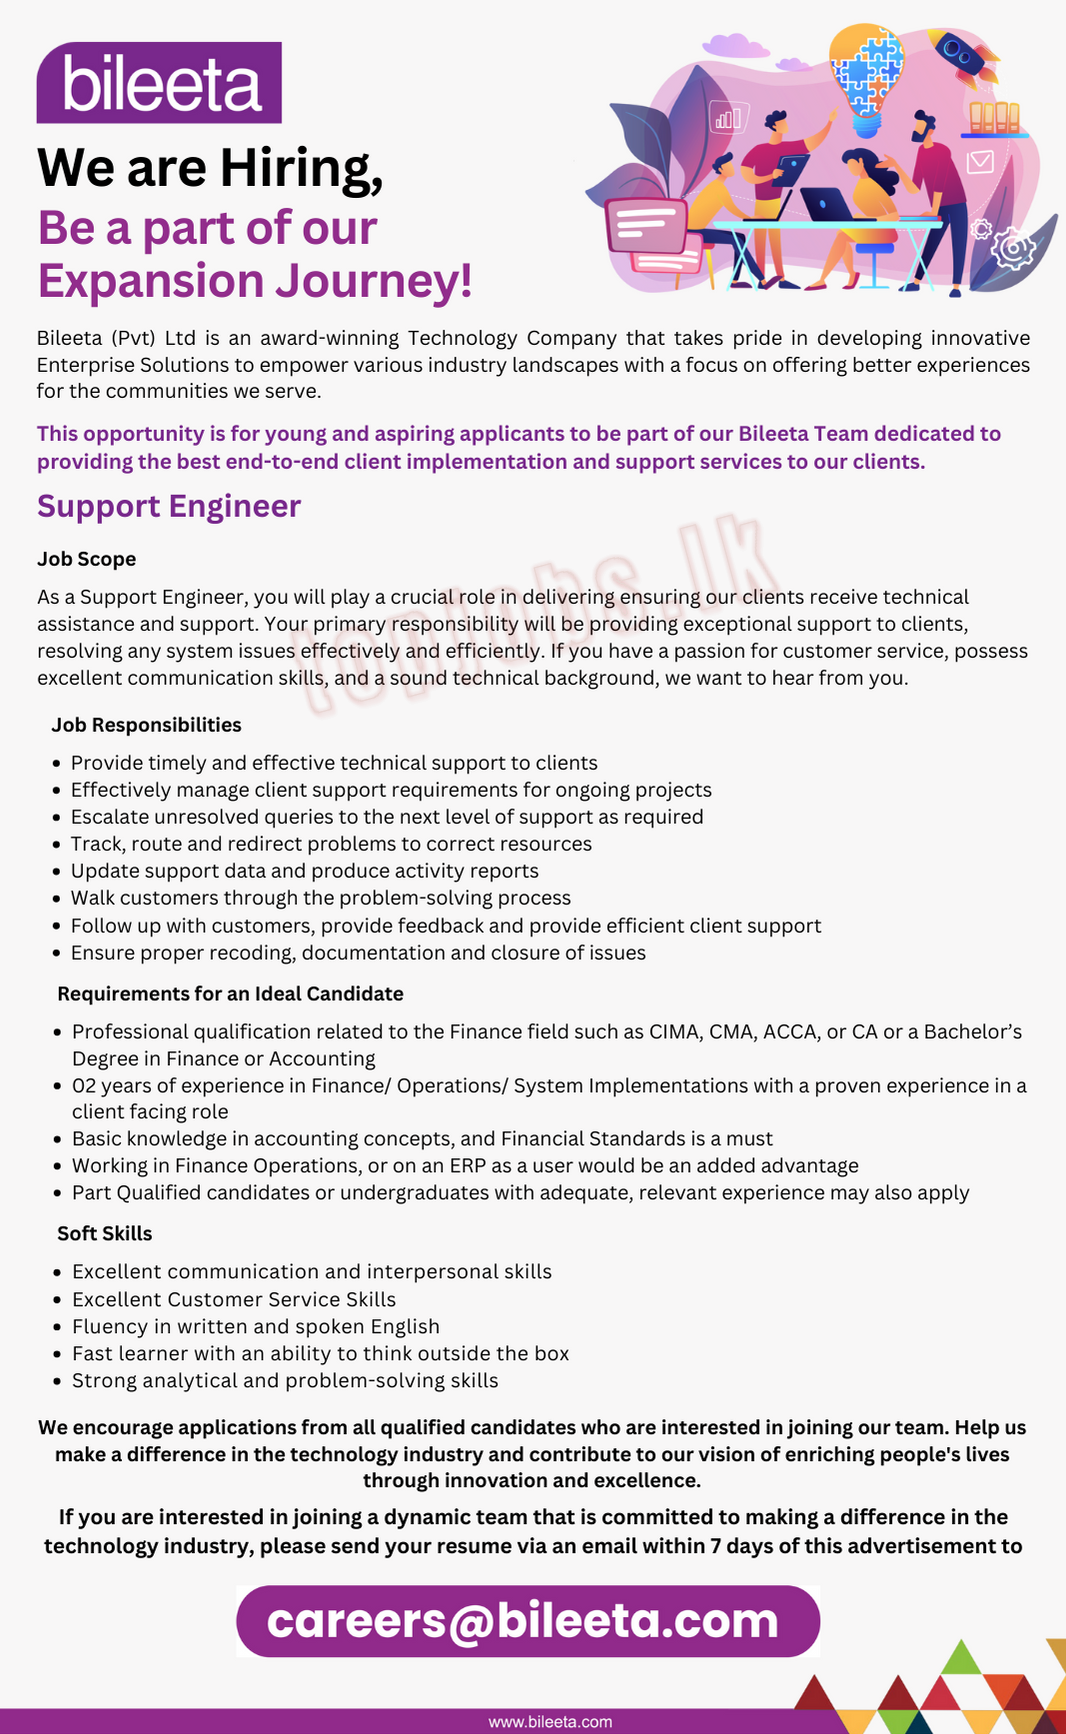 bileeta
We are Hiring,
Be a part of our
Expansion Journey!
Bileeta (Pvt) Ltd is an award-winning Technology Company that takes pride in developing innovative
Enterprise Solutions to empower various industry landscapes with a focus on offering better experiences
for the communities we serve.
This opportunity is for young and aspiring applicants to be part of our Bileeta Team dedicated to
providing the best end-to-end client implementation and support services to our clients.
Support Engineer
topjobs.lk
Job Scope
As a Support Engineer, you will play a crucial role in delivering ensuring our clients receive technical
assistance and support. Your primary responsibility will be providing exceptional support to clients,
resolving any system issues effectively and efficiently. If you have a passion for customer service, possess
excellent communication skills, and a sound technical background, we want to hear from you.
Job Responsibilities
• Provide timely and effective technical support to clients
• Effectively manage client support requirements for ongoing projects
• Escalate unresolved queries to the next level of support as required
• Track, route and redirect problems to correct resources
• Update support data and produce activity reports
• Walk customers through the problem-solving process
• Follow up with customers, provide feedback and provide efficient client support
• Ensure proper recoding, documentation and closure of issues
Requirements for an Ideal Candidate
• Professional qualification related to the Finance field such as CIMA, CMA, ACCA, or CA or a Bachelor’s
Degree in Finance or Accounting
• 02 years of experience in Finance/ Operations/ System Implementations with a proven experience in a
client facing role
• Basic knowledge in accounting concepts, and Financial Standards is a must
• Working in Finance Operations, or on an ERP as a user would be an added advantage
• Part Qualified candidates or undergraduates with adequate, relevant experience may also apply
Soft Skills
• Excellent communication and interpersonal skills
• Excellent Customer Service Skills
• Fluency in written and spoken English
• Fast learner with an ability to think outside the box
• Strong analytical and problem-solving skills
We encourage applications from all qualified candidates who are interested in joining our team. Help us
make a difference in the technology industry and contribute to our vision of enriching people's lives
through innovation and excellence.
If you are interested in joining a dynamic team that is committed to making a difference in the
technology industry, please send your resume via an email within 7 days of this advertisement to
careers@bileeta.com
www.bileeta.com